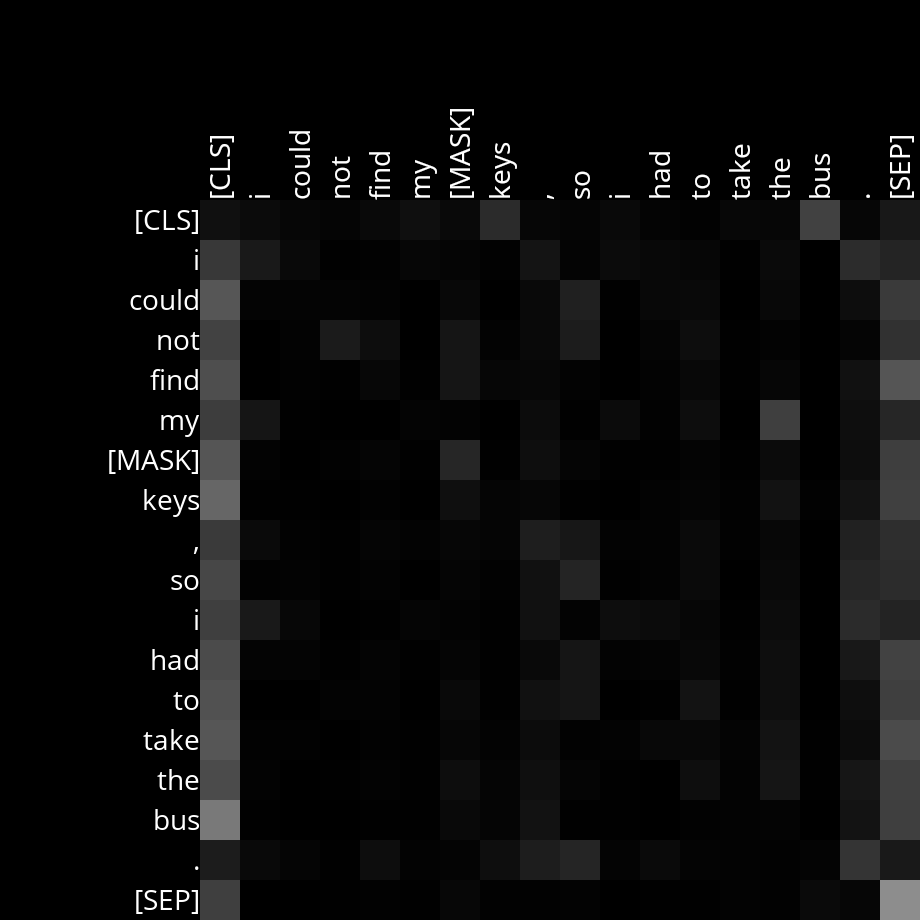 [CLS] i could not find my [MASK] keys , so i had to take the bus . [SEP]
[CLS]
i
could
not
find
my
[MASK]
keys
,
so
i
had
to
take
the
bus
.
[SEP]